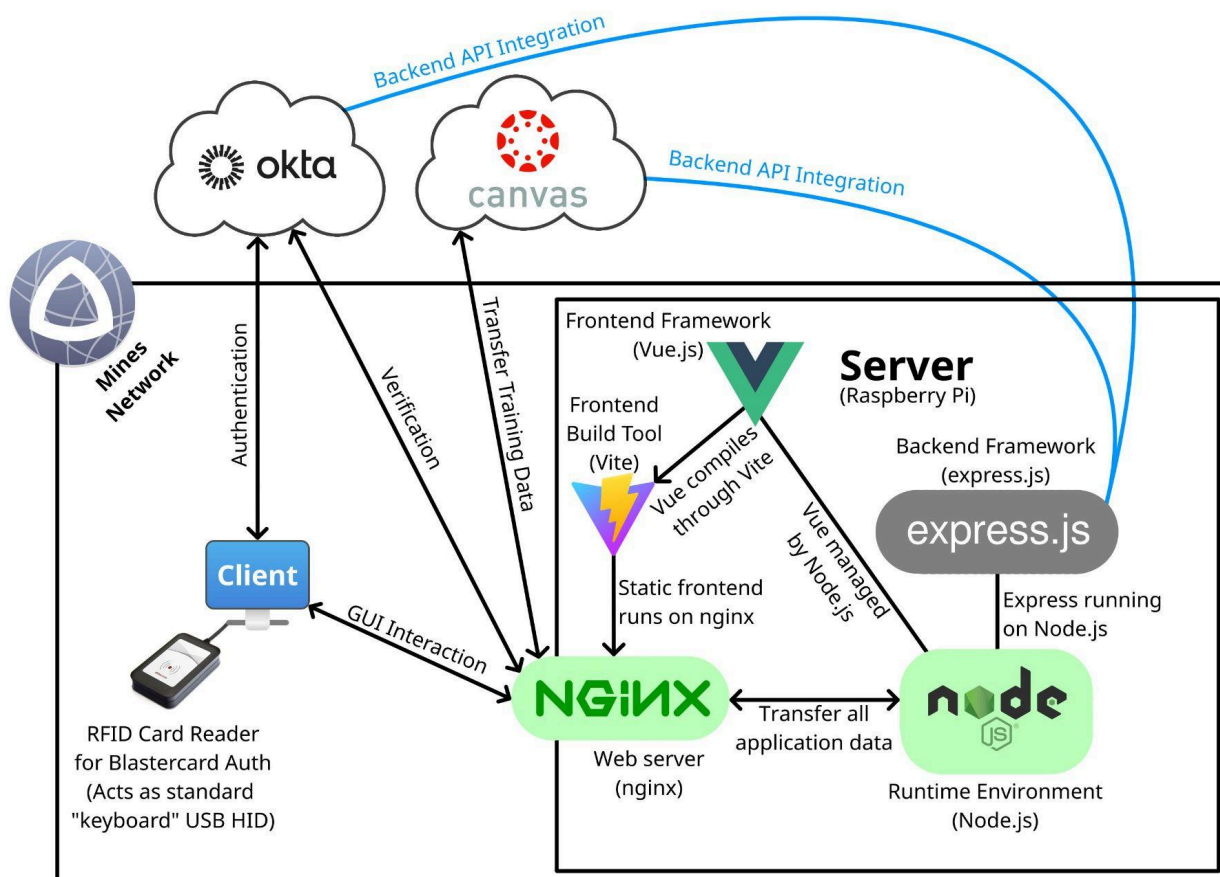 Backend API Integration
okta
canvas
Backend API Integration
Mines
Network
Authentication
Verification
Transfer Training Data
Frontend Framework
(Vue.js)
Server
(Raspberry Pi)
Frontend
Build Tool
(Vite)
Vue compiles
through Vite
Vue managed
by Node.js
Backend Framework
(express.js)
express.js
Client
GUI Interaction
Static frontend
runs on nginx
Express running
on Node.js
NGiNX
Transfer all
application data
node
JS
®
RFID Card Reader
for Blastercard Auth
(Acts as standard
"keyboard" USB HID)
Web server
(nginx)
Runtime Environment
(Node.js)